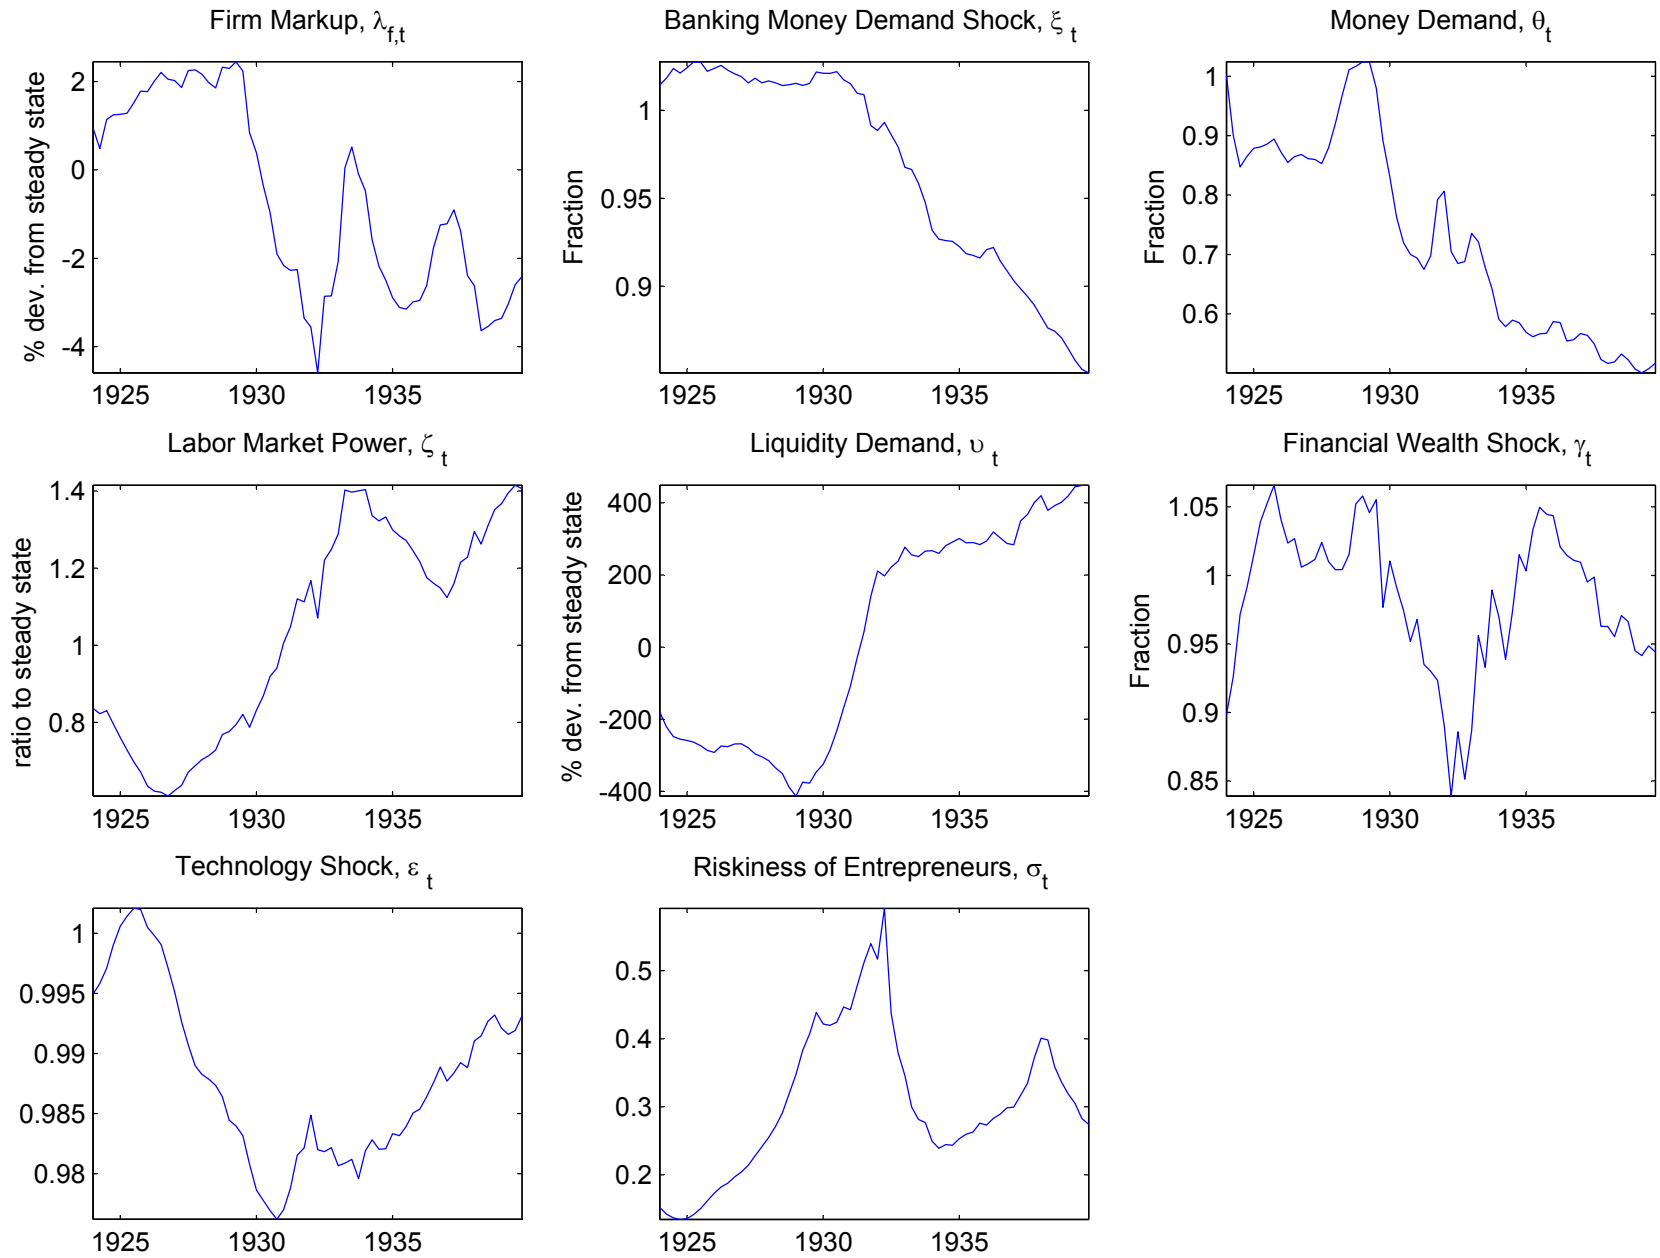 Firm Markup, λf,t
% dev. from steady state
2
0
-2
-4
1925 1930 1935
Banking Money Demand Shock, ξ t
Fraction
1
0.95
0.9
1925 1930 1935
Money Demand, θt
Fraction
1
0.9
0.8
0.7
0.6
1925 1930 1935
Labor Market Power, ζ t
ratio to steady state
1.4
1.2
1
0.8
1925 1930 1935
Liquidity Demand, υ t
% dev. from steady state
400
200
0
-200
-400
1925 1930 1935
Financial Wealth Shock, γt
Fraction
1.05
1
0.95
0.9
0.85
1925 1930 1935
Technology Shock, ε t
1
0.995
0.99
0.985
0.98
1925 1930 1935
Riskiness of Entrepreneurs, σt
0.5
0.4
0.3
0.2
1925 1930 1935